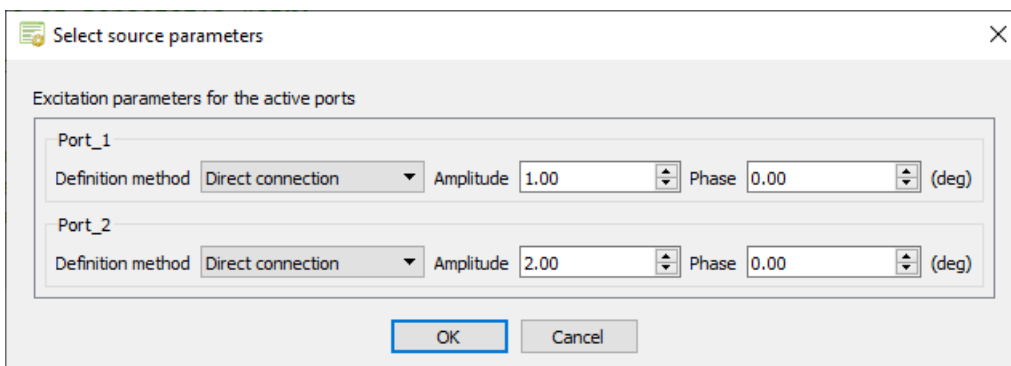 Select source parameters
Excitation parameters for the active ports
Port_1
Definition method Direct connection Amplitude 1.00 Phase 0.00 (deg)
Port_2
Definition method Direct connection Amplitude 2.00 Phase 0.00 (deg)
OK Cancel